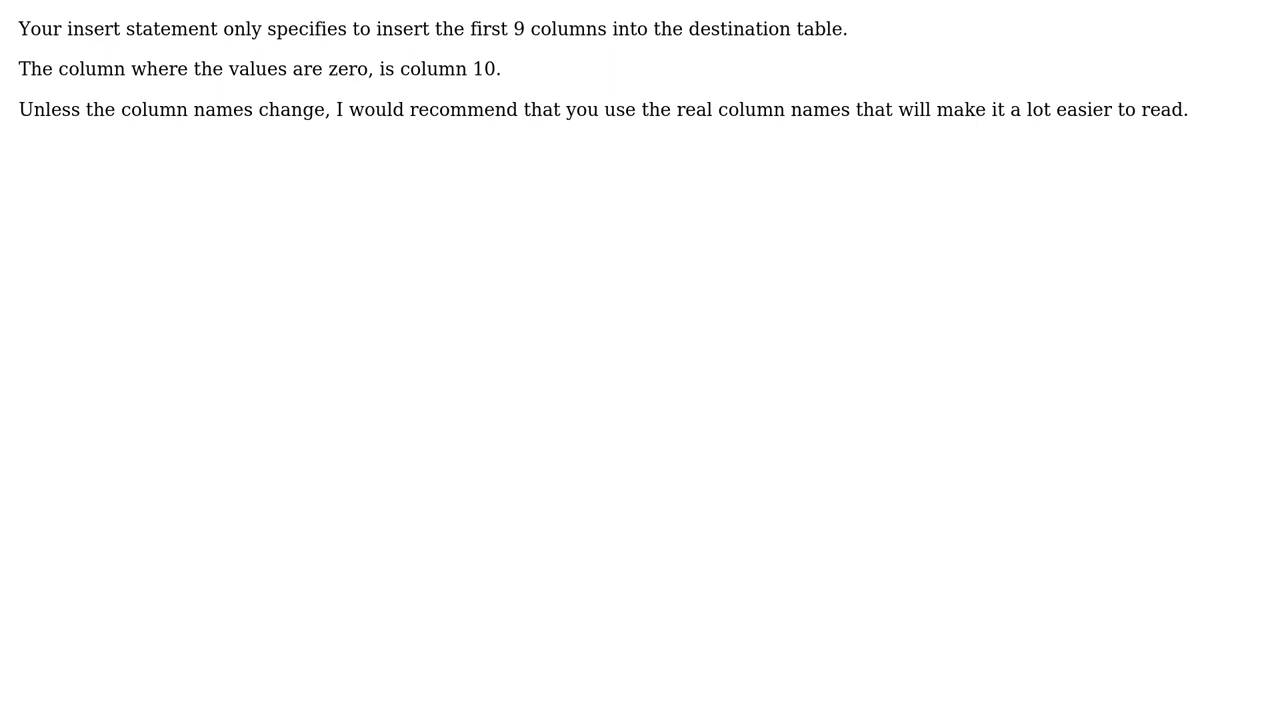 Your insert statement only specifies to insert the first 9 columns into the destination table.
The column where the values are zero, is column 10.
Unless the column names change, I would recommend that you use the real column names that will make it a lot easier to read.